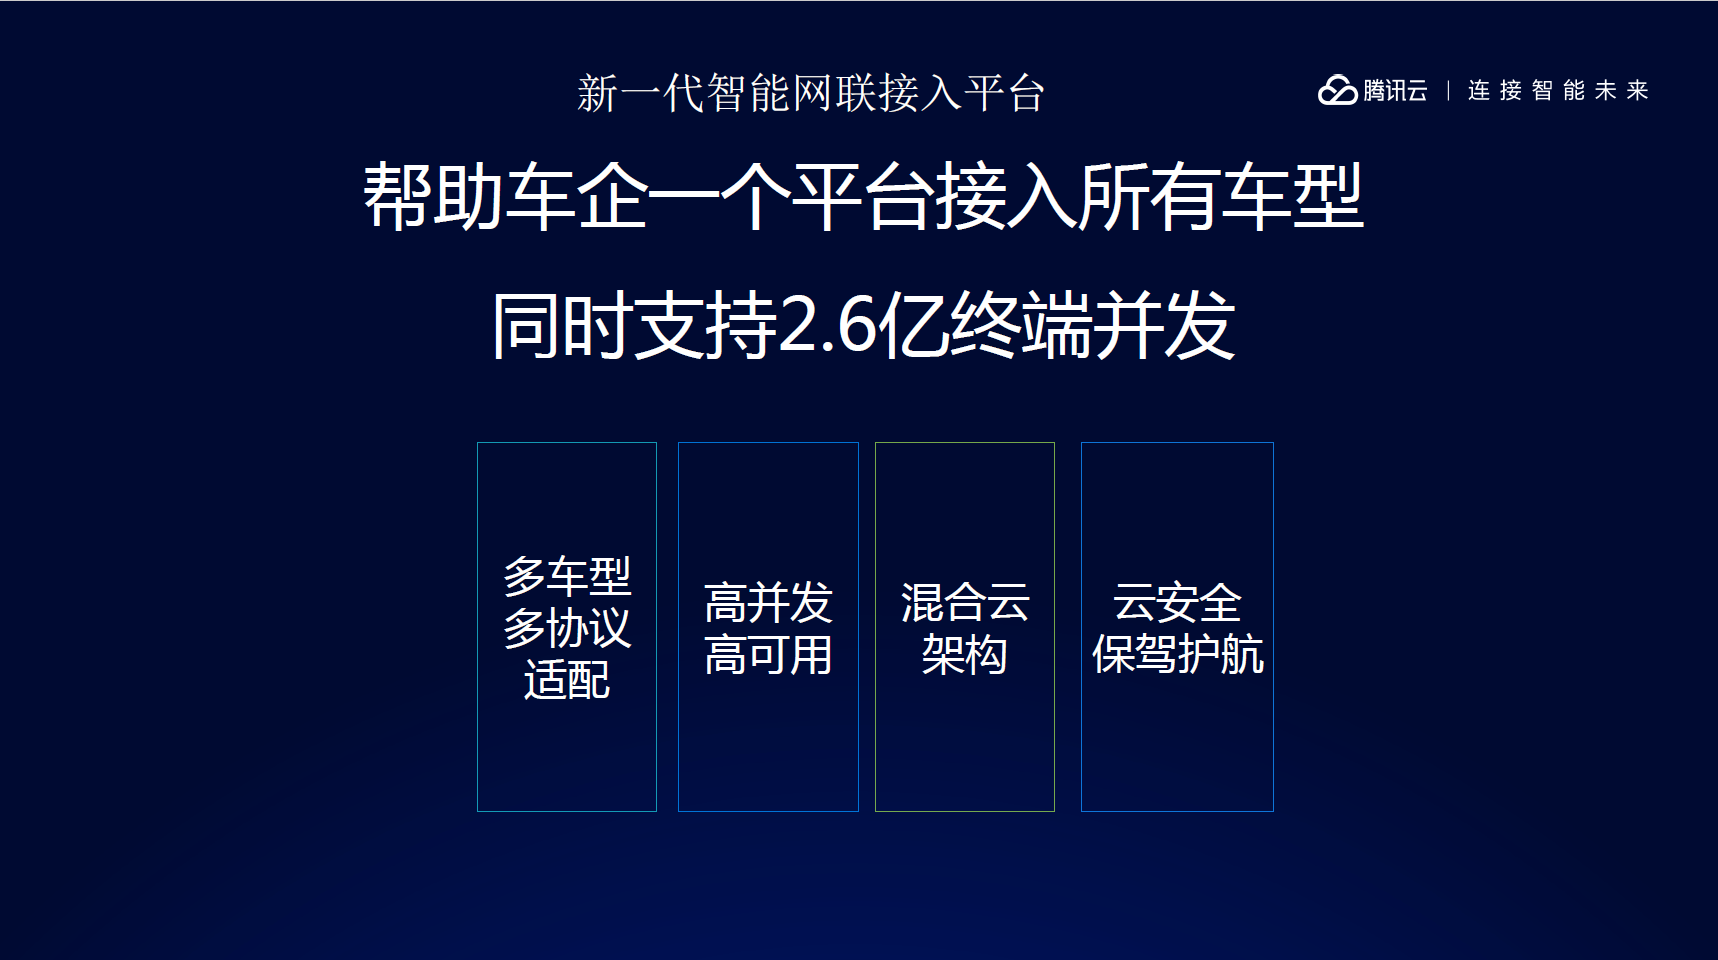 新一代智能网联接入平台
腾讯云 | 连接智能未来
帮助车企一个平台接入所有车型
同时支持2.6亿终端并发
多车型
多协议
适配
高并发
高可用
混合云
架构
云安全
保驾护航